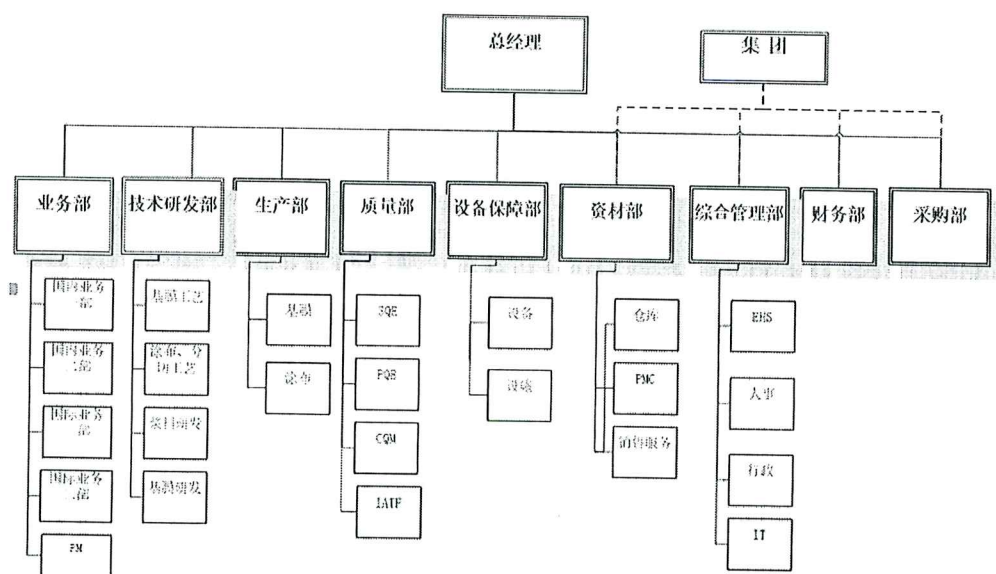 总经理
集 团
业务部
技术研发部
生产部
质量部
设备保障部
资材部
综合管理部
财务部
采购部
国内业务
一部
国内业务
二部
国际业务
部
国际业务
二部
PM
基膜工艺
涂布、分
切工艺
浆料研发
基膜研发
基膜
涂布
SQE
PQE
CQM
IATF
设备
设施
仓库
PMC
销售服务
EHS
人事
行政
IT